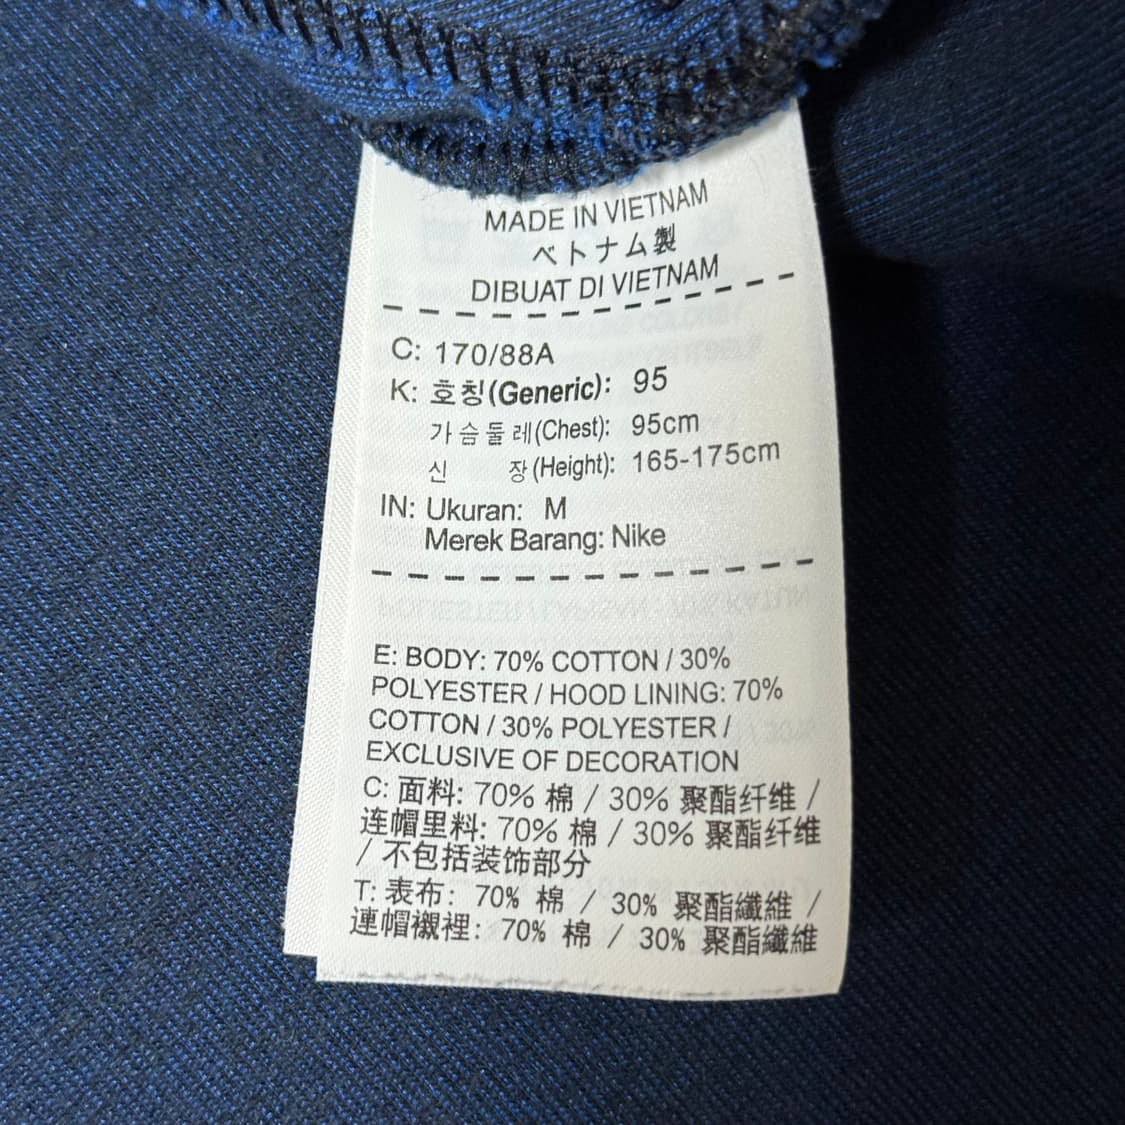 MADE IN VIETNAM
ベトナム製
DIBUAT DI VIETNAM
C: 170/88A
K: 호칭(Generic): 95
가슴둘레(Chest): 95cm
신 장(Height): 165-175cm
IN: Ukuran: M
Merek Barang: Nike
E: BODY: 70% COTTON / 30%
POLYESTER / HOOD LINING: 70%
COTTON / 30% POLYESTER /
EXCLUSIVE OF DECORATION
C: 面料: 70% 棉 / 30% 聚酯纤维 /
连帽里料: 70% 棉 / 30% 聚酯纤维
/ 不包括装饰部分
T: 表布: 70% 棉 / 30% 聚酯纖維 /
連帽襯裡: 70% 棉 / 30% 聚酯纖維